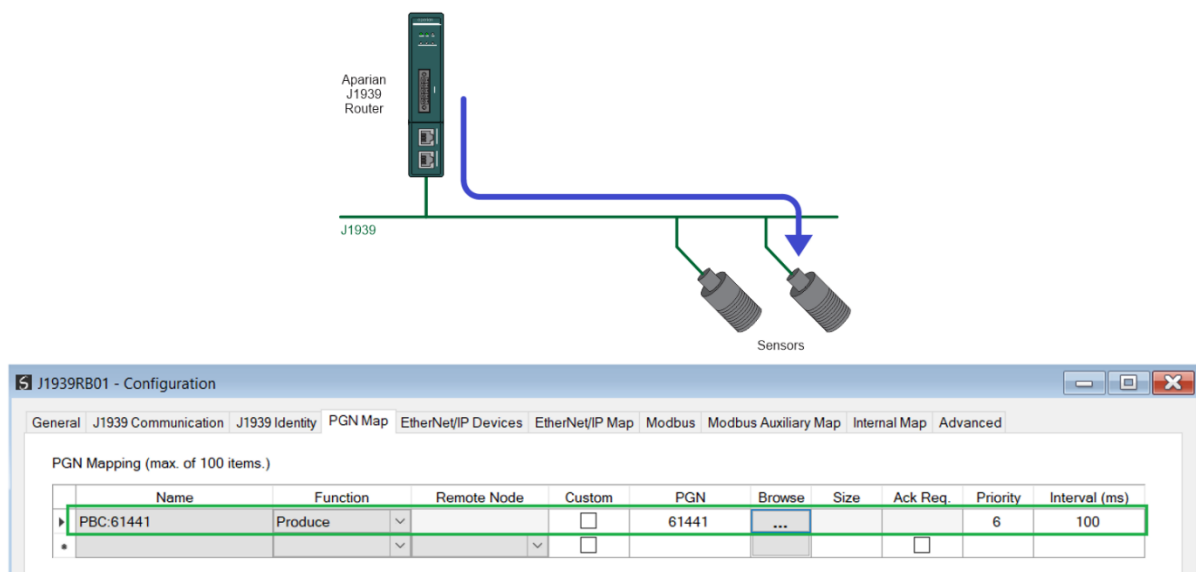 Aparian
J1939
Router
J1939
Sensors
J1939RB01 - Configuration
General J1939 Communication J1939 Identity PGN Map EtherNet/IP Devices EtherNet/IP Map Modbus Modbus Auxiliary Map Internal Map Advanced
PGN Mapping (max. of 100 items.)
Name Function Remote Node Custom PGN Browse Size Ack Req. Priority Interval (ms)
PBC:61441 Produce 61441 ... 6 100